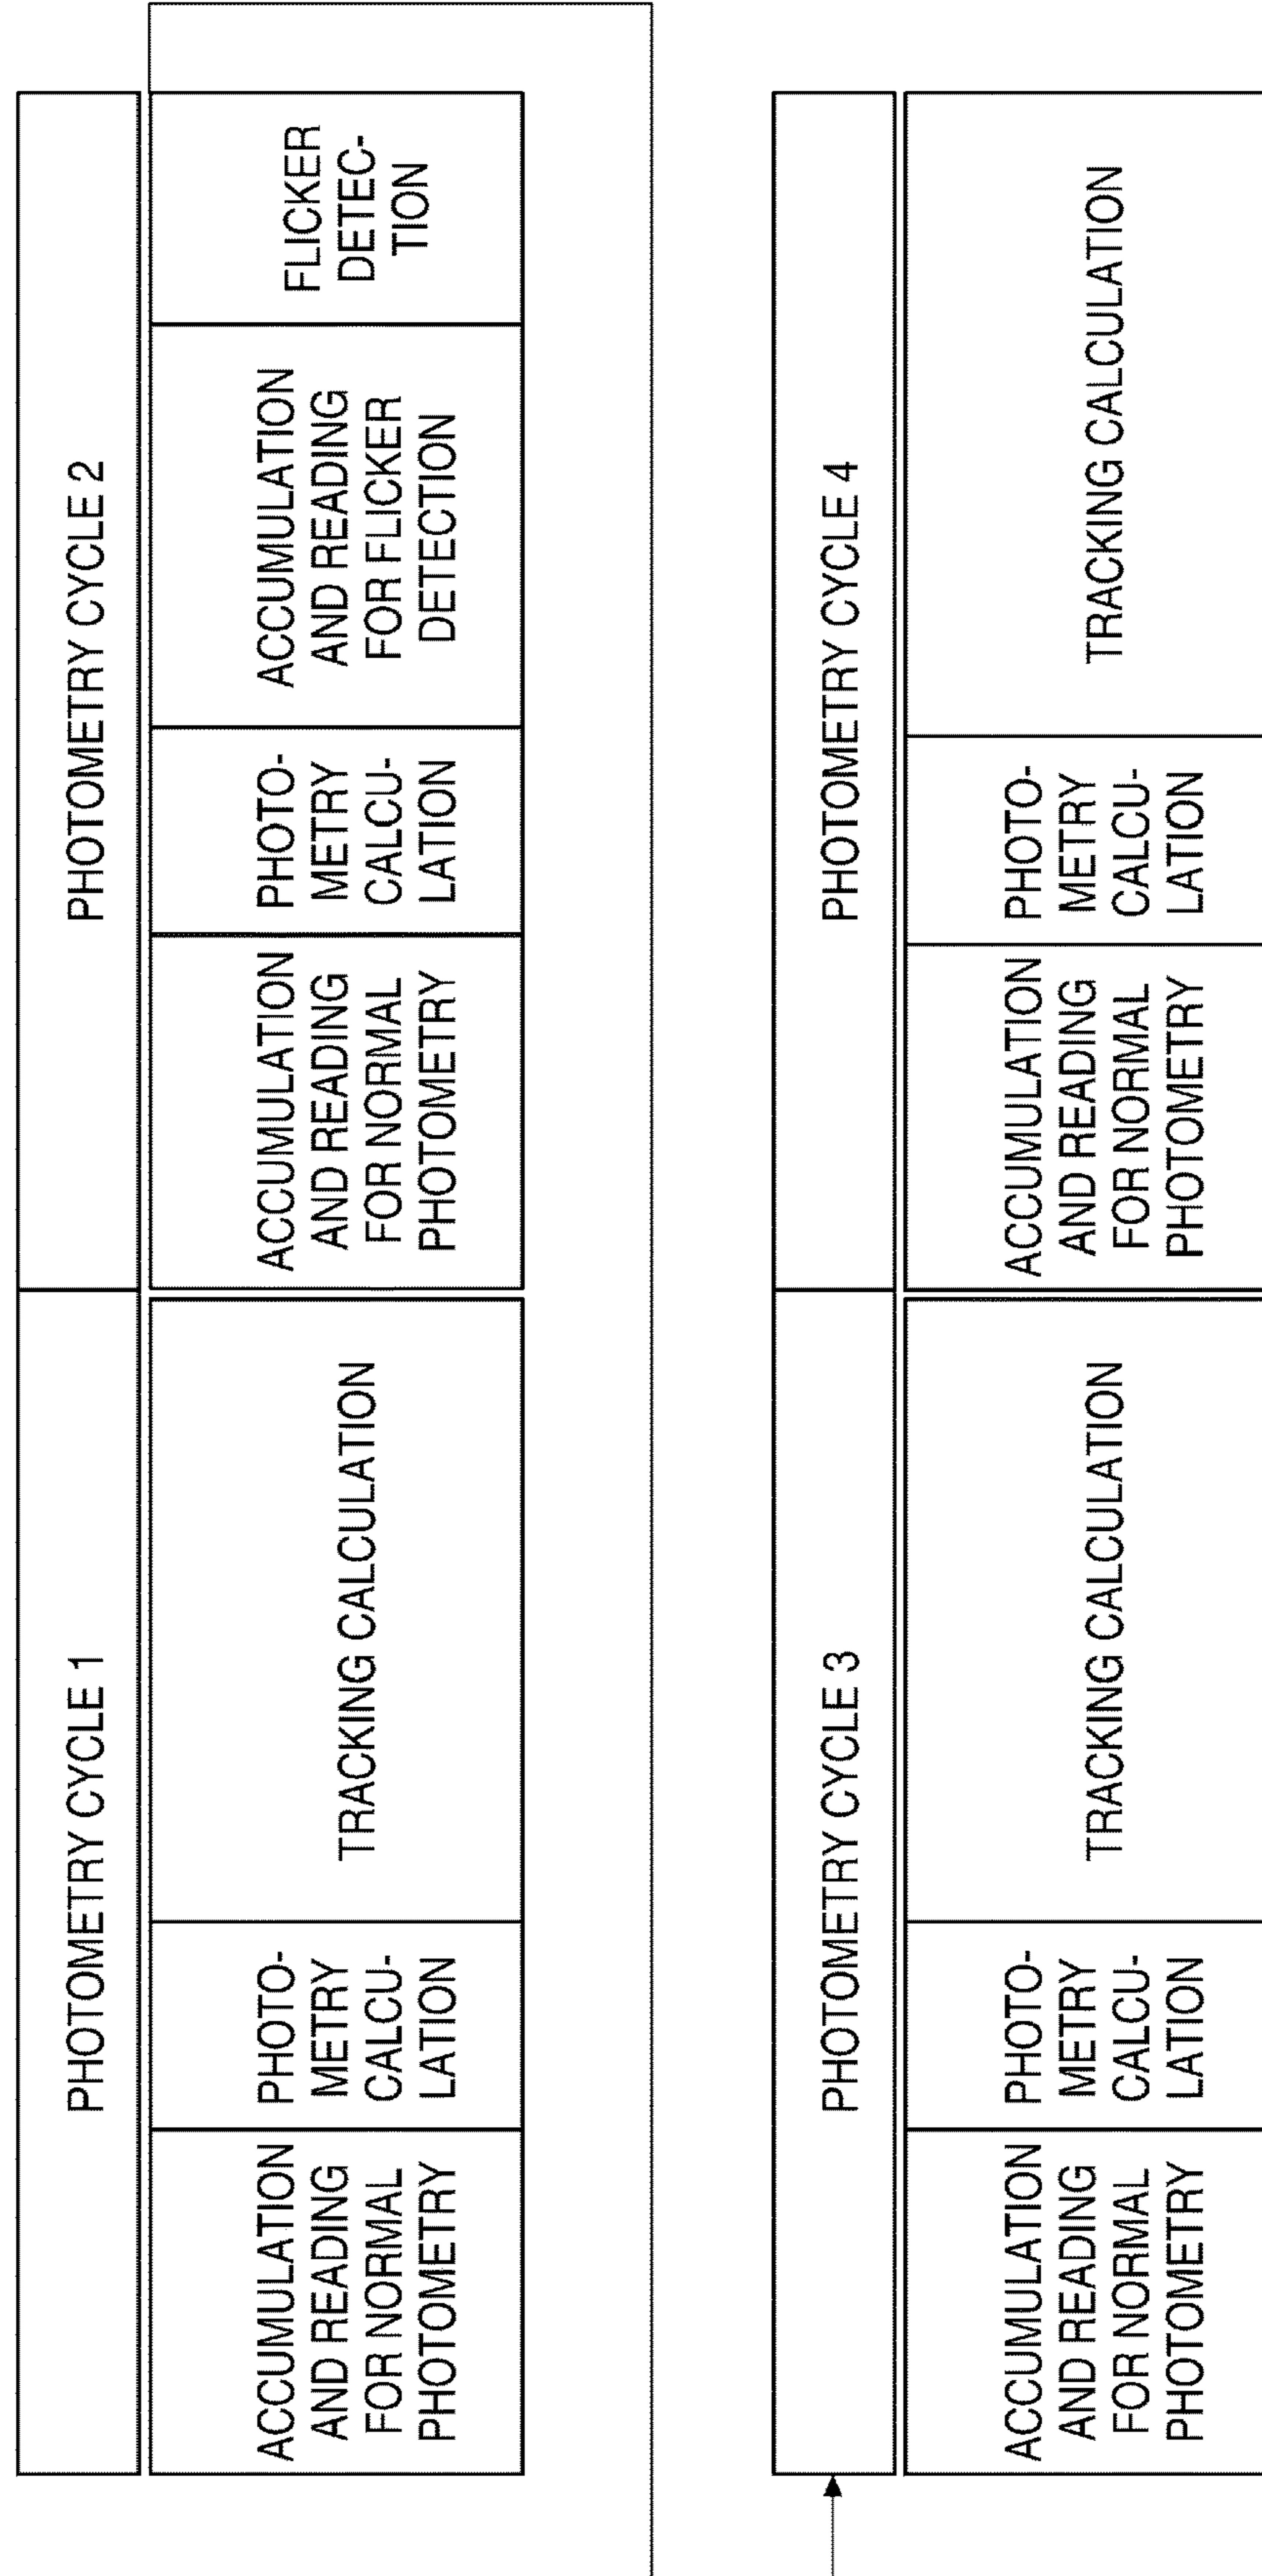 PHOTOMETRY CYCLE 1
PHOTOMETRY CYCLE 2
ACCUMULATION
AND READING
FOR NORMAL
PHOTOMETRY
PHOTO-
METRY
CALCU-
LATION
TRACKING CALCULATION
ACCUMULATION
AND READING
FOR NORMAL
PHOTOMETRY
PHOTO-
METRY
CALCU-
LATION
ACCUMULATION
AND READING
FOR FLICKER
DETECTION
FLICKER
DETEC-
TION
PHOTOMETRY CYCLE 3
PHOTOMETRY CYCLE 4
ACCUMULATION
AND READING
FOR NORMAL
PHOTOMETRY
PHOTO-
METRY
CALCU-
LATION
TRACKING CALCULATION
ACCUMULATION
AND READING
FOR NORMAL
PHOTOMETRY
PHOTO-
METRY
CALCU-
LATION
TRACKING CALCULATION